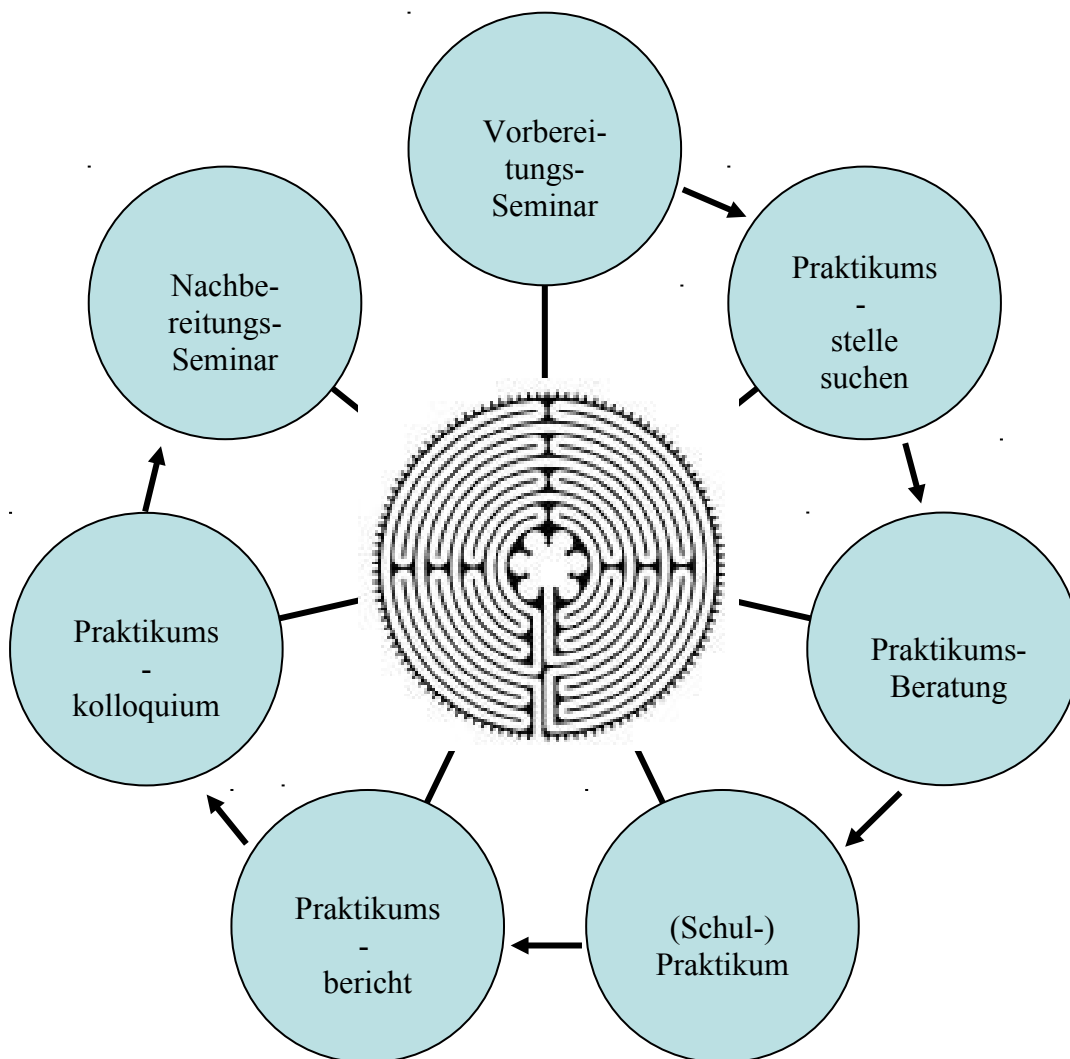 Vorberei-
tungs-
Seminar
Praktikums
-
stelle
suchen
Praktikums-
Beratung
(Schul-)
Praktikum
Praktikums
-
bericht
Praktikums
-
kolloquium
Nachbe-
reitungs-
Seminar